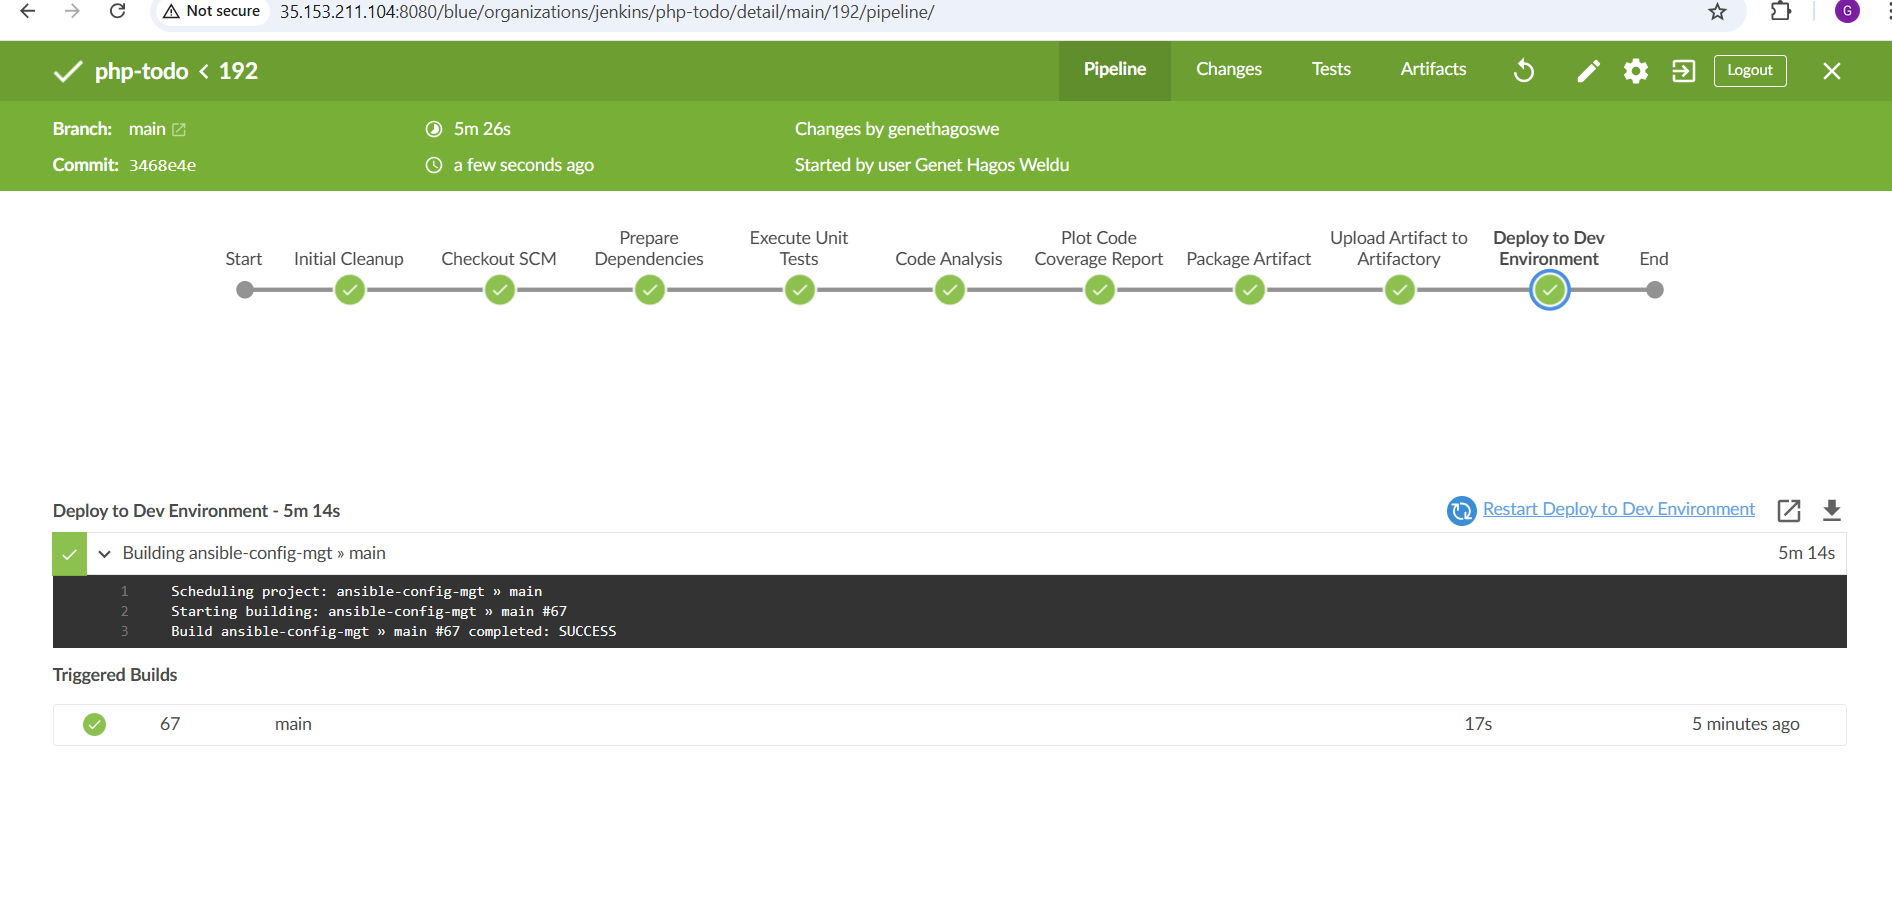 Not secure 35.153.211.104:8080/blue/organizations/jenkins/php-todo/detail/main/192/pipeline/
G
php-todo < 192
Pipeline
Changes
Tests
Artifacts
Logout
Branch: main
5m 26s
Changes by genethagoswe
Commit: 3468e4e
a few seconds ago
Started by user Genet Hagos Weldu
Start
Initial Cleanup
Checkout SCM
Prepare
Dependencies
Execute Unit
Tests
Code Analysis
Plot Code
Coverage Report
Package Artifact
Upload Artifact to
Artifactory
Deploy to Dev
Environment
End
Deploy to Dev Environment - 5m 14s
Restart Deploy to Dev Environment
Building ansible-config-mgt » main
5m 14s
1 Scheduling project: ansible-config-mgt » main
2 Starting building: ansible-config-mgt » main #67
3 Build ansible-config-mgt » main #67 completed: SUCCESS
Triggered Builds
67 main 17s 5 minutes ago